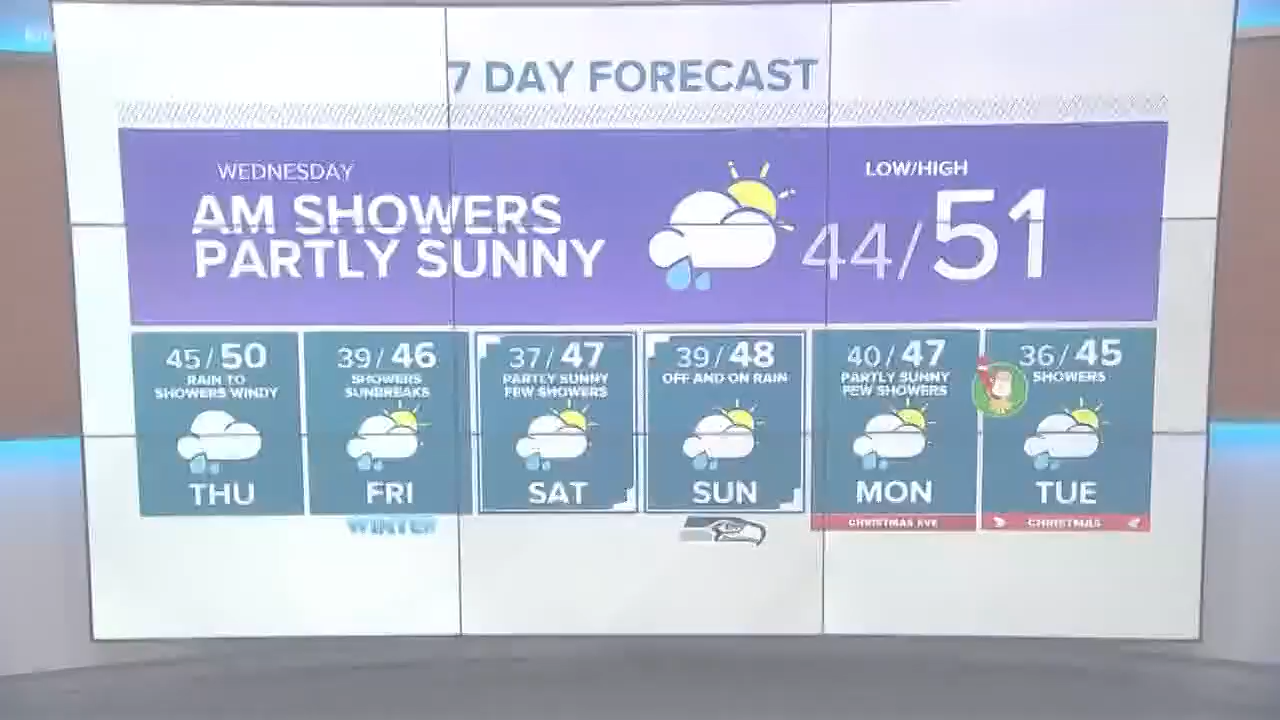 7 DAY FORECAST
WEDNESDAY
AM SHOWERS
PARTLY SUNNY
LOW/HIGH
44/51
45/50
RAIN TO
SHOWERS WINDY
THU
39/46
SHOWERS
SUNBREAKS
FRI
WINTER
37/47
PARTLY SUNNY
FEW SHOWERS
SAT
39/48
OFF AND ON RAIN
SUN
40/47
PARTLY SUNNY
FEW SHOWERS
MON
CHRISTMAS EVE
36/45
SHOWERS
TUE
CHRISTMAS